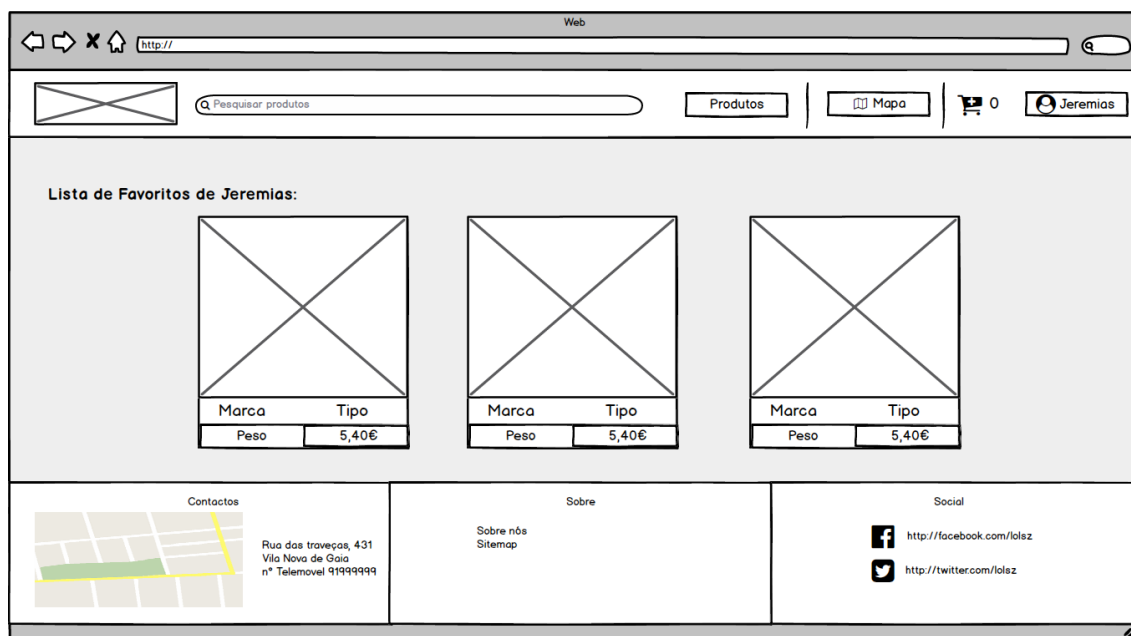 Web
http://
Pesquisar produtos
Produtos
Mapa
0
Jeremias
Lista de Favoritos de Jeremias:
Marca Tipo
Peso 5,40€
Marca Tipo
Peso 5,40€
Marca Tipo
Peso 5,40€
Contactos
Rua das traveças, 431
Vila Nova de Gaia
nº Telemovel 91999999
Sobre
Sobre nós
Sitemap
Social
http://facebook.com/lolsz
http://twitter.com/lolsz